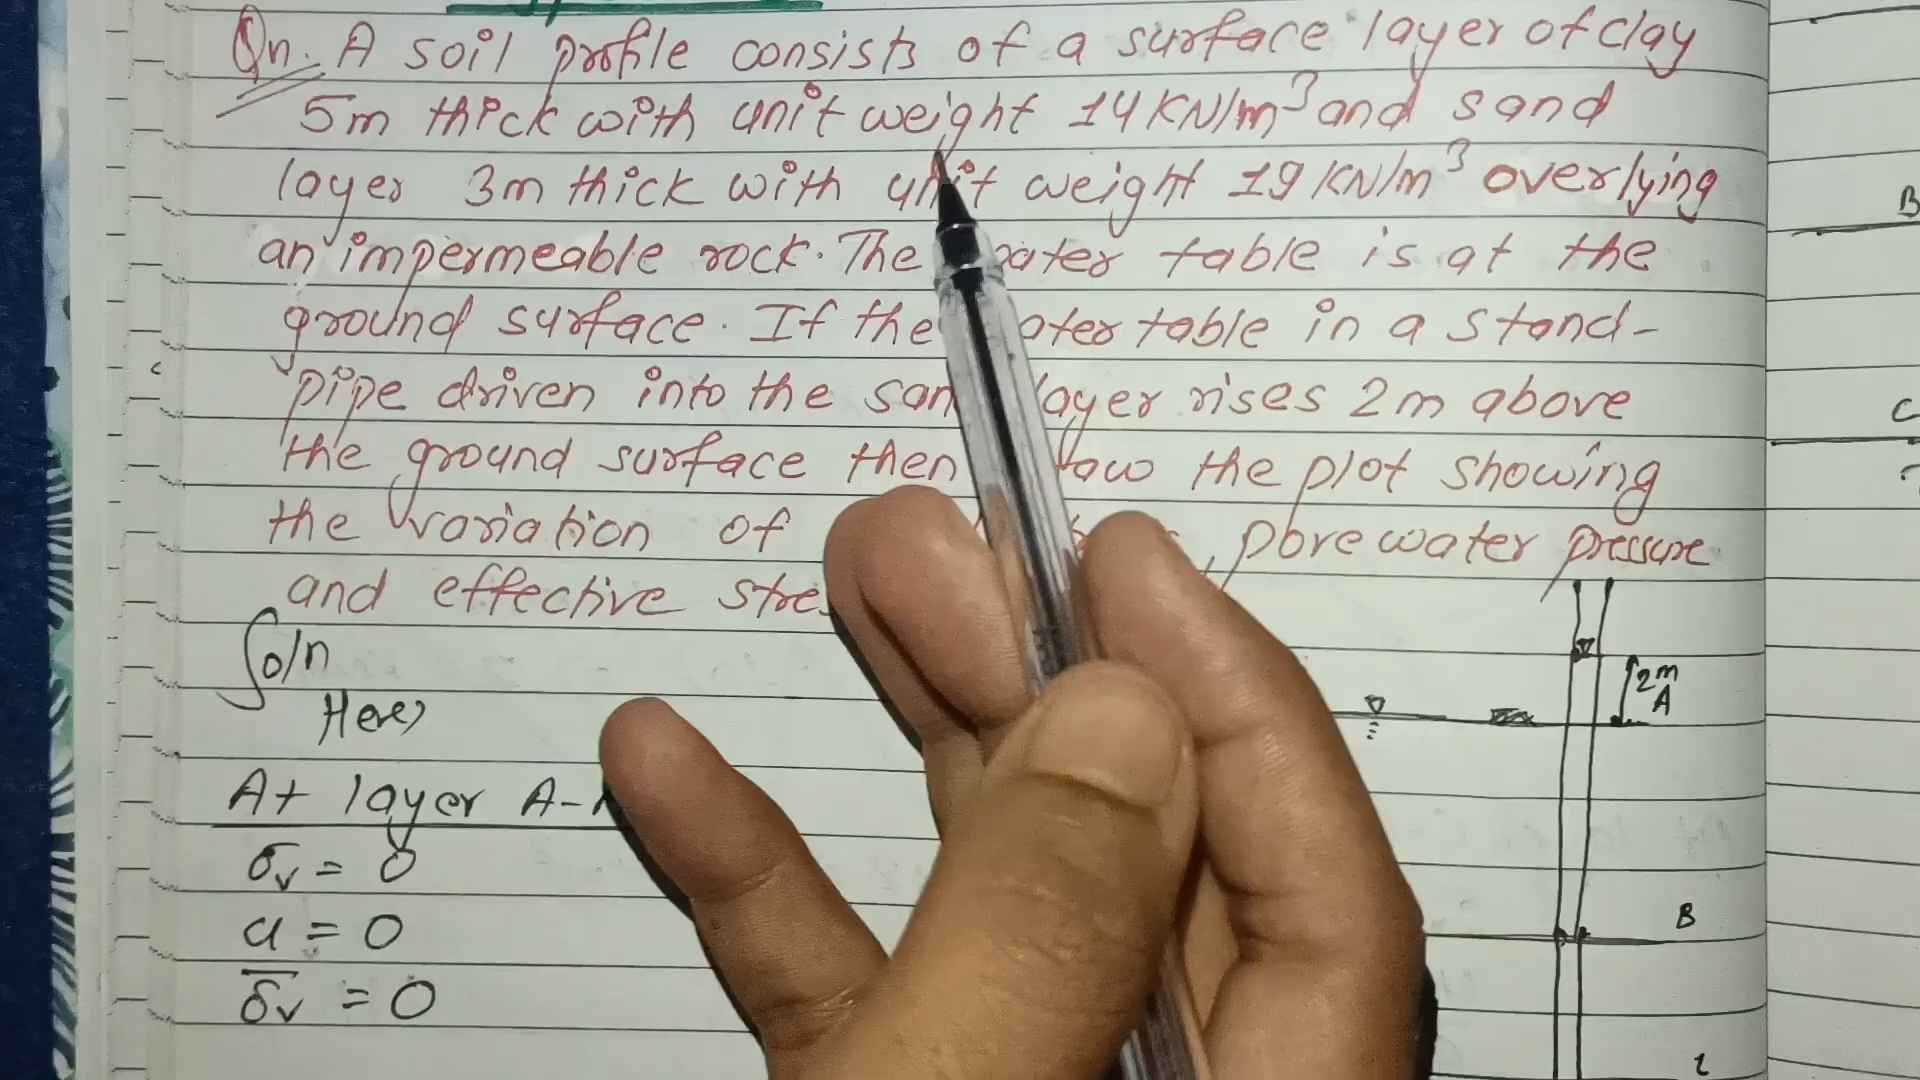 Qn. A soil profile consists of a surface layer of clay
5m thick with unit weight 14 KN/m³ and sand
layer 3m thick with unit weight 19 KN/m³ overlying
an impermeable rock. The water table is at the
ground surface. If the water table in a stand-
pipe driven into the sand layer rises 2m above
the ground surface then draw the plot showing
the variation of , pore water pressure
and effective
Soln
Here,
2m
A
At layer A-
σv = 0
B
u = 0
σ̅v = 0
B
C